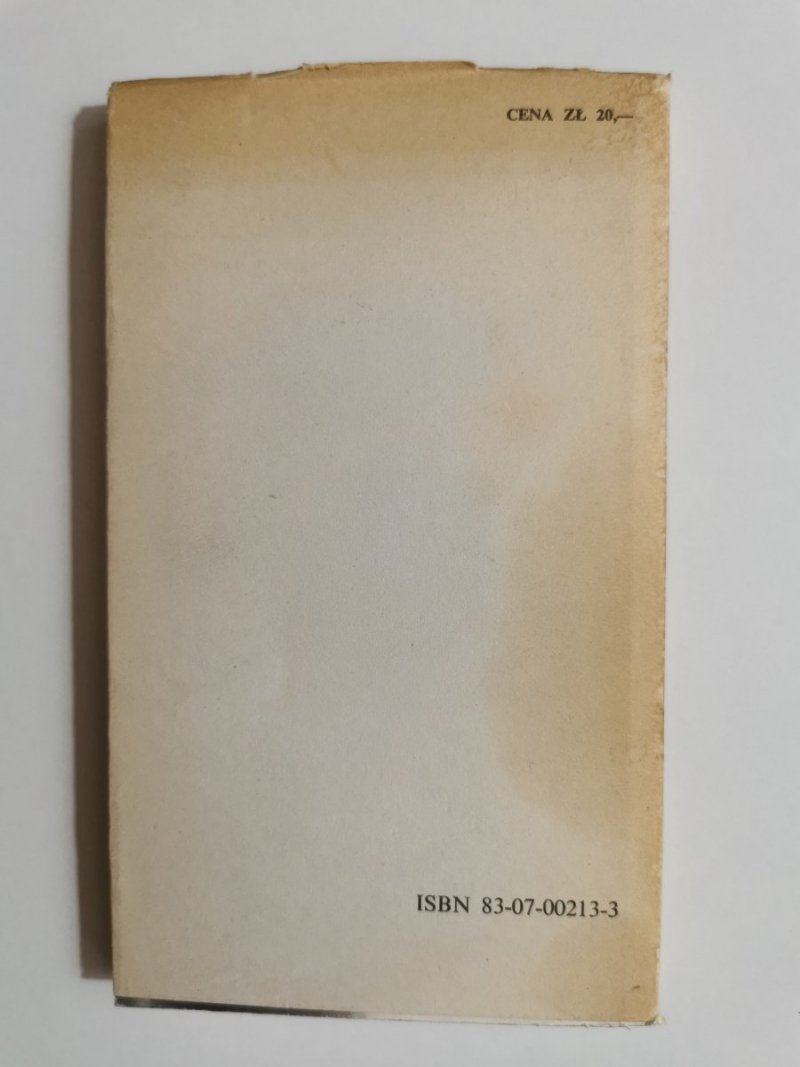 CENA ZŁ 20,—
ISBN 83-07-00213-3